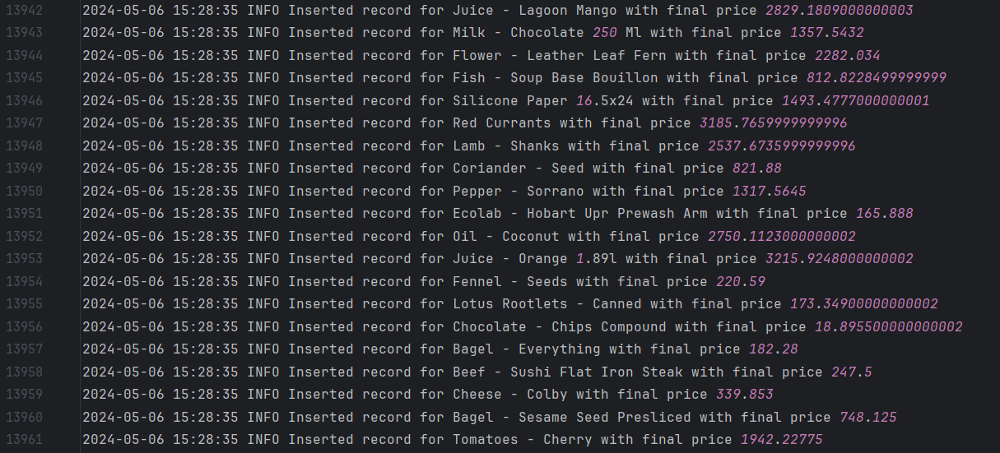 13942 2024-05-06 15:28:35 INFO Inserted record for Juice - Lagoon Mango with final price 2829.1809000000003
13943 2024-05-06 15:28:35 INFO Inserted record for Milk - Chocolate 250 Ml with final price 1357.5432
13944 2024-05-06 15:28:35 INFO Inserted record for Flower - Leather Leaf Fern with final price 2282.034
13945 2024-05-06 15:28:35 INFO Inserted record for Fish - Soup Base Bouillon with final price 812.8228499999999
13946 2024-05-06 15:28:35 INFO Inserted record for Silicone Paper 16.5x24 with final price 1493.4777000000001
13947 2024-05-06 15:28:35 INFO Inserted record for Red Currants with final price 3185.7659999999996
13948 2024-05-06 15:28:35 INFO Inserted record for Lamb - Shanks with final price 2537.6735999999996
13949 2024-05-06 15:28:35 INFO Inserted record for Coriander - Seed with final price 821.88
13950 2024-05-06 15:28:35 INFO Inserted record for Pepper - Sorrano with final price 1317.5645
13951 2024-05-06 15:28:35 INFO Inserted record for Ecolab - Hobart Upr Prewash Arm with final price 165.888
13952 2024-05-06 15:28:35 INFO Inserted record for Oil - Coconut with final price 2750.1123000000002
13953 2024-05-06 15:28:35 INFO Inserted record for Juice - Orange 1.89l with final price 3215.9248000000002
13954 2024-05-06 15:28:35 INFO Inserted record for Fennel - Seeds with final price 220.59
13955 2024-05-06 15:28:35 INFO Inserted record for Lotus Rootlets - Canned with final price 173.34900000000002
13956 2024-05-06 15:28:35 INFO Inserted record for Chocolate - Chips Compound with final price 18.895500000000002
13957 2024-05-06 15:28:35 INFO Inserted record for Bagel - Everything with final price 182.28
13958 2024-05-06 15:28:35 INFO Inserted record for Beef - Sushi Flat Iron Steak with final price 247.5
13959 2024-05-06 15:28:35 INFO Inserted record for Cheese - Colby with final price 339.853
13960 2024-05-06 15:28:35 INFO Inserted record for Bagel - Sesame Seed Presliced with final price 748.125
13961 2024-05-06 15:28:35 INFO Inserted record for Tomatoes - Cherry with final price 1942.22775